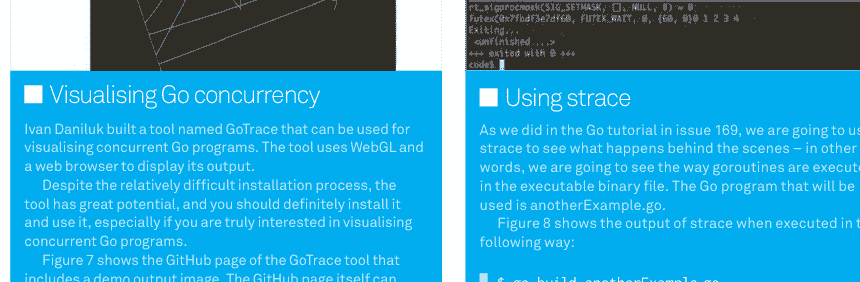 rt_sigprocmask(SIG_SETMASK, [], NULL, 8) = 0
futex(0x7fbdf3e7df60, FUTEX_WAIT, 0, {60, 0}0 1 2 3 4
Exiting...
<unfinished ...>
+++ exited with 0 +++
code$
Visualising Go concurrency
Ivan Daniluk built a tool named GoTrace that can be used for
visualising concurrent Go programs. The tool uses WebGL and
a web browser to display its output.
Despite the relatively difficult installation process, the
tool has great potential, and you should definitely install it
and use it, especially if you are truly interested in visualising
concurrent Go programs.
Figure 7 shows the GitHub page of the GoTrace tool that
includes a demo output image. The GitHub page itself can
Using strace
As we did in the Go tutorial in issue 169, we are going to us
strace to see what happens behind the scenes – in other
words, we are going to see the way goroutines are execut
in the executable binary file. The Go program that will be
used is anotherExample.go.
Figure 8 shows the output of strace when executed in t
following way:
$ go build anotherExample.go